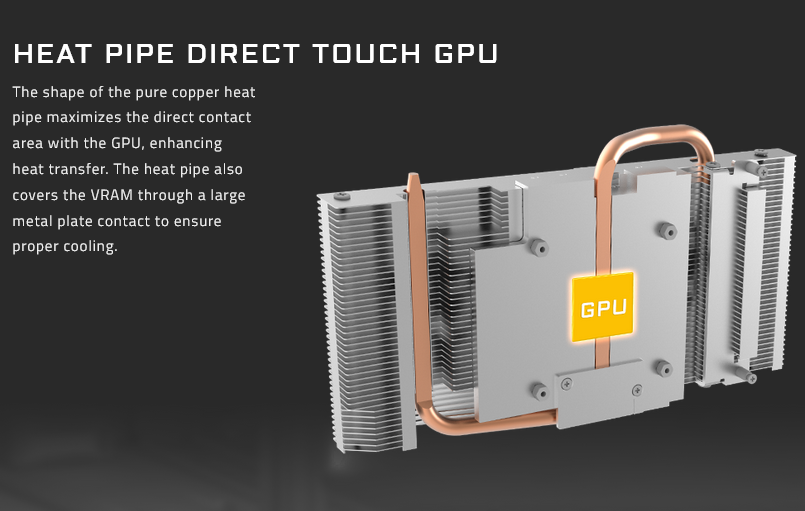 HEAT PIPE DIRECT TOUCH GPU
The shape of the pure copper heat
pipe maximizes the direct contact
area with the GPU, enhancing
heat transfer. The heat pipe also
covers the VRAM through a large
metal plate contact to ensure
proper cooling.
GPU